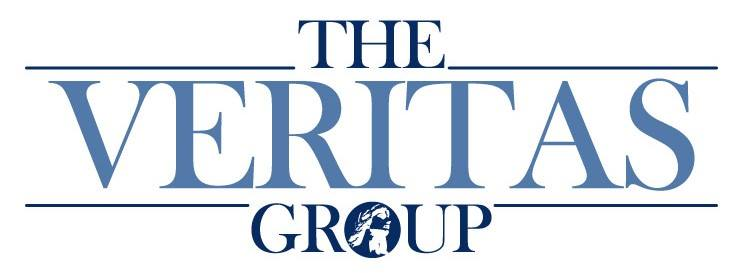 THE
VERITAS
GROUP